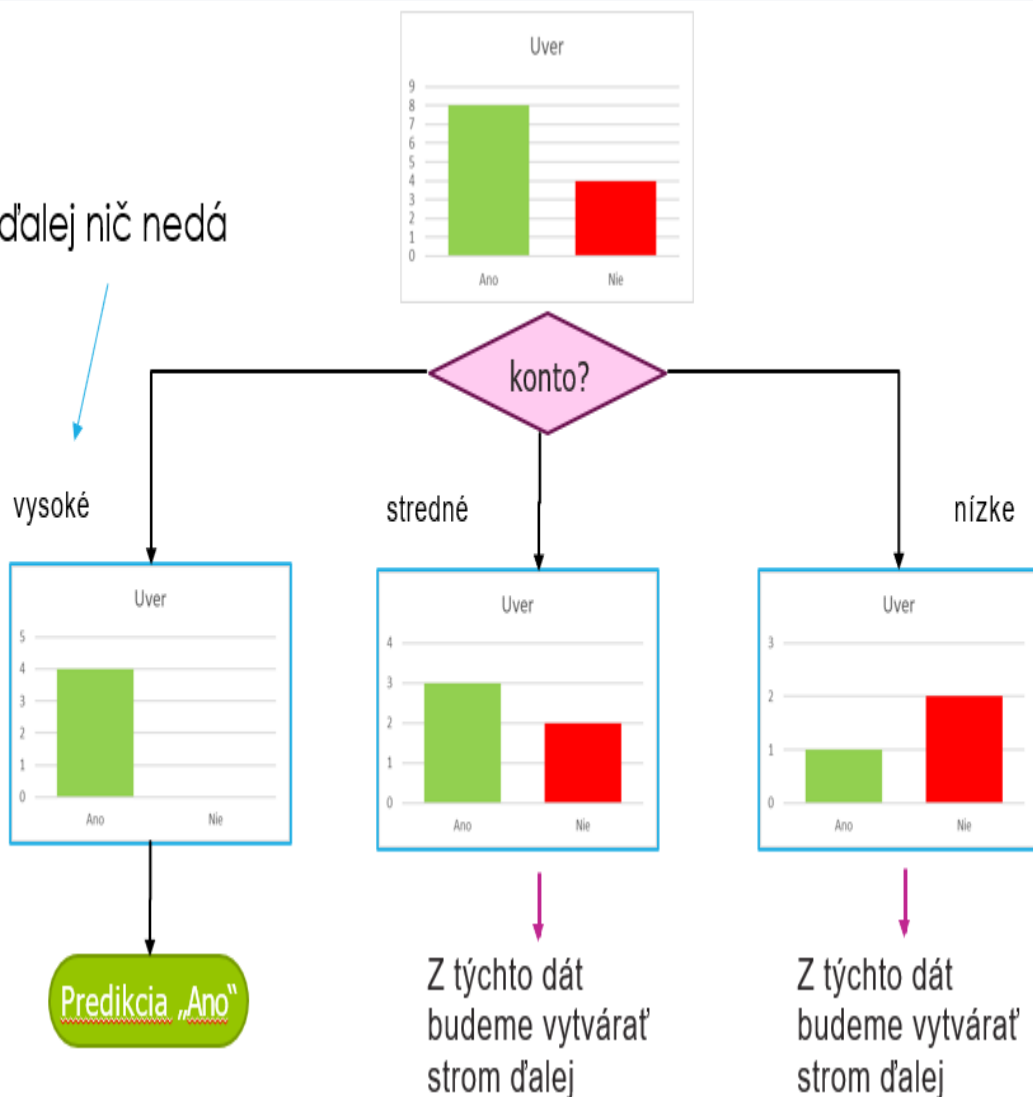 Uver
9
8
7
6
5
4
3
2
1
0
Ano Nie
ďalej nič nedá
konto?
vysoké
stredné
nízke
Uver
5
4
3
2
1
0
Ano Nie
Uver
4
3
2
1
0
Ano Nie
Uver
3
2
1
0
Ano Nie
Predikcia „Ano“
Z týchto dát
budeme vytvárať
strom ďalej
Z týchto dát
budeme vytvárať
strom ďalej